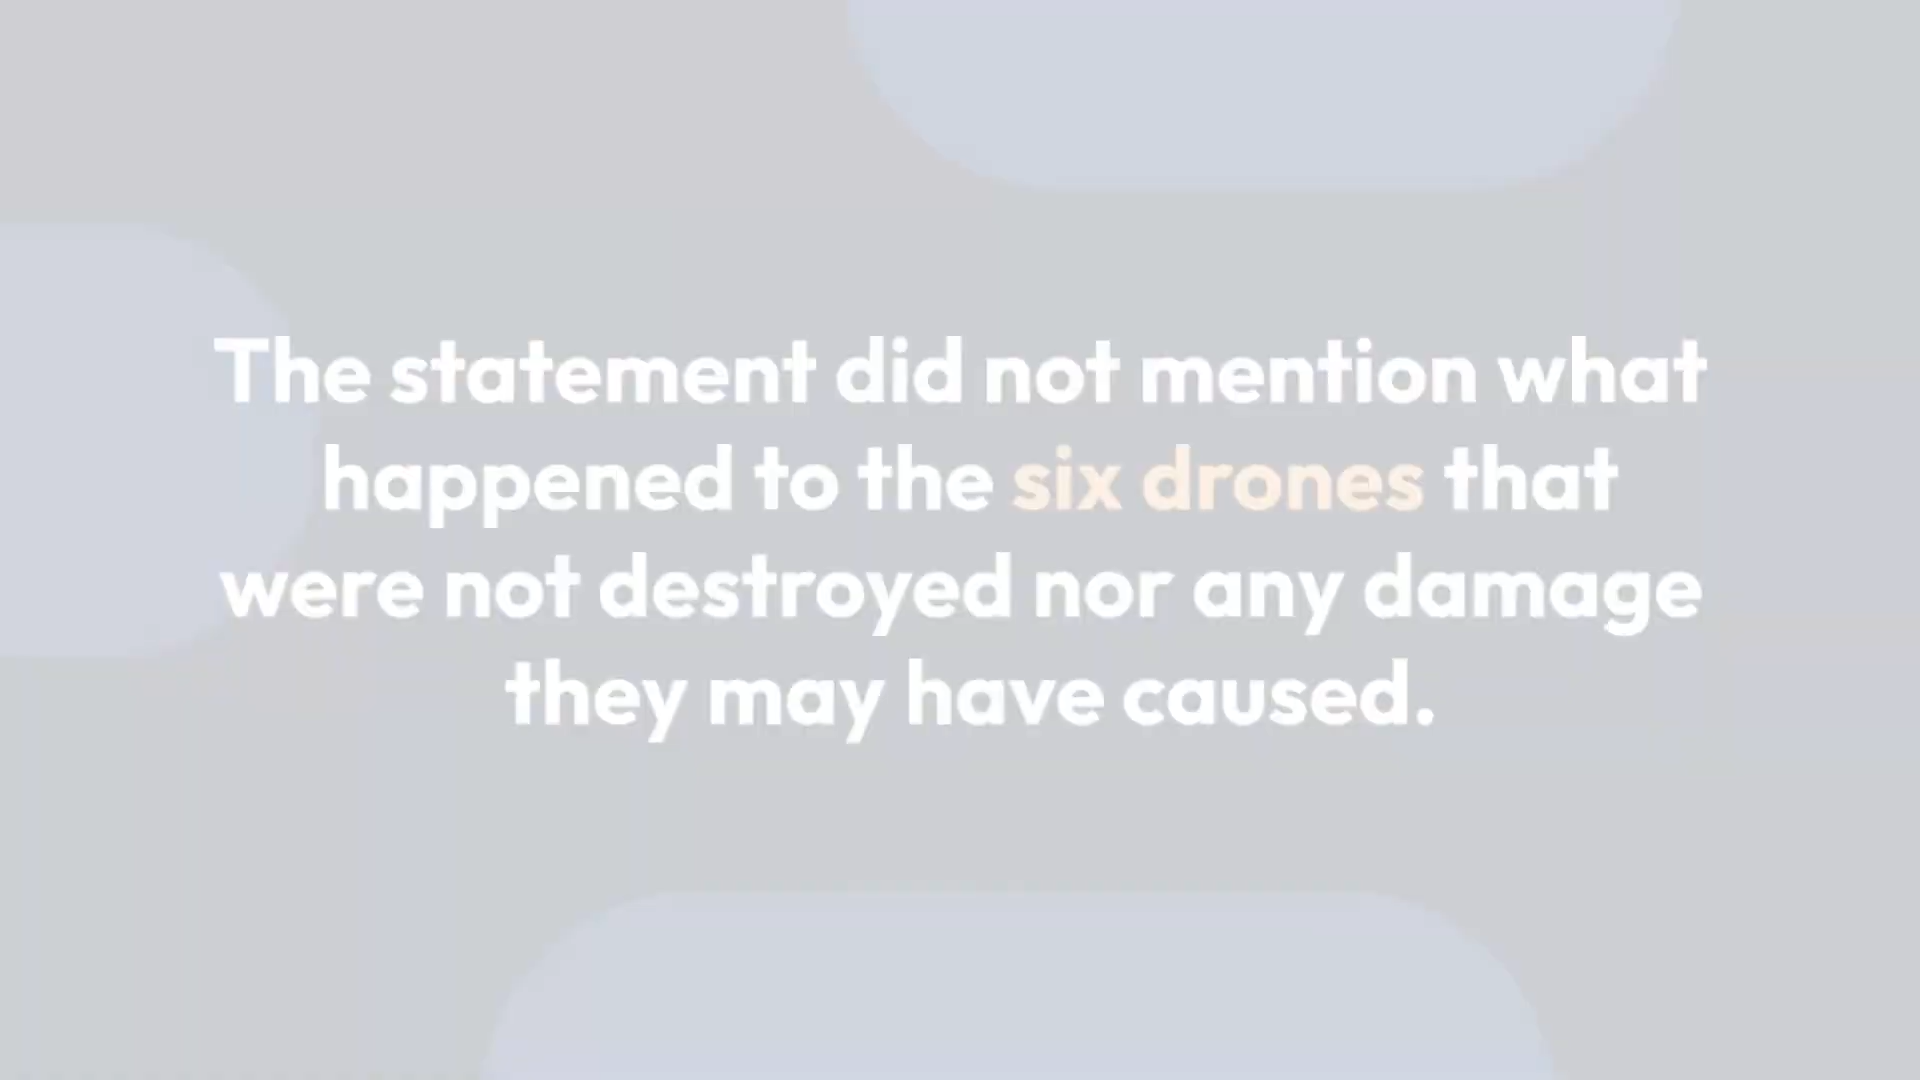 The statement did not mention what
happened to the six drones that
were not destroyed nor any damage
they may have caused.